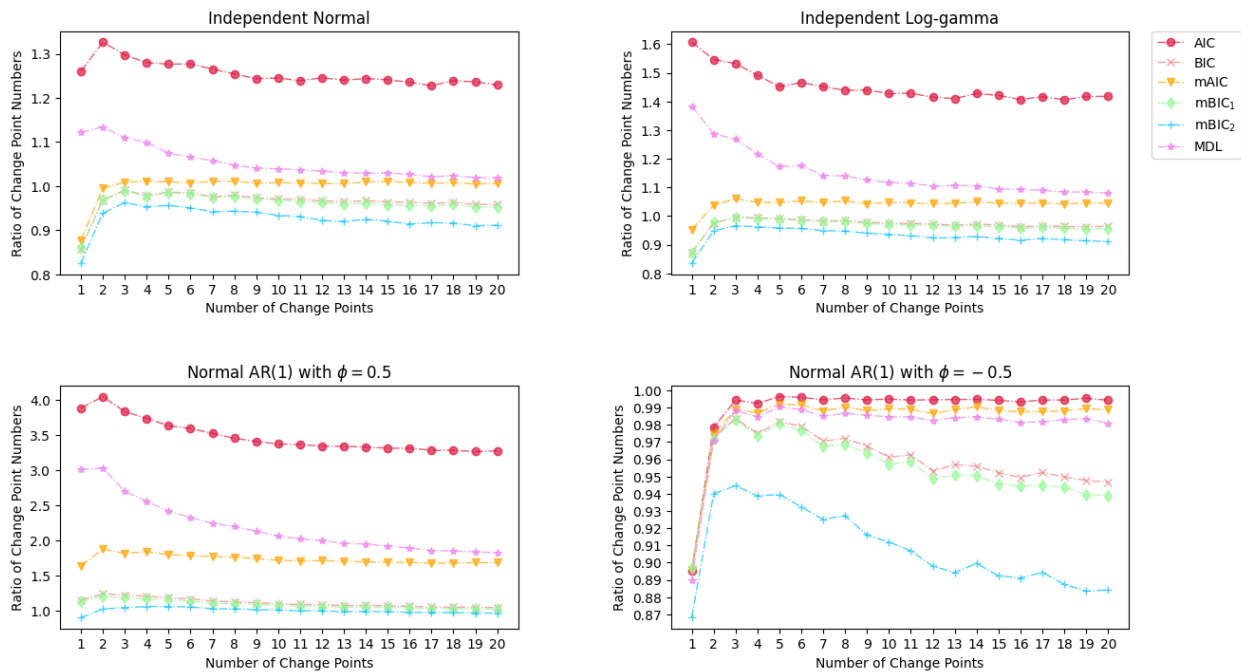 Independent Normal
Ratio of Change Point Numbers
1.3
1.2
1.1
1.0
0.9
0.8
1 2 3 4 5 6 7 8 9 10 11 12 13 14 15 16 17 18 19 20
Number of Change Points
Independent Log-gamma
Ratio of Change Point Numbers
1.6
1.5
1.4
1.3
1.2
1.1
1.0
0.9
0.8
1 2 3 4 5 6 7 8 9 10 11 12 13 14 15 16 17 18 19 20
Number of Change Points
AIC
BIC
mAIC
mBIC₁
mBIC₂
MDL
Normal AR(1) with ϕ = 0.5
Ratio of Change Point Numbers
4.0
3.5
3.0
2.5
2.0
1.5
1.0
1 2 3 4 5 6 7 8 9 10 11 12 13 14 15 16 17 18 19 20
Number of Change Points
Normal AR(1) with ϕ = −0.5
Ratio of Change Point Numbers
1.00
0.99
0.98
0.97
0.96
0.94
0.93
0.92
0.91
0.90
0.89
0.87
1 2 3 4 5 6 7 8 9 10 11 12 13 14 15 16 17 18 19 20
Number of Change Points